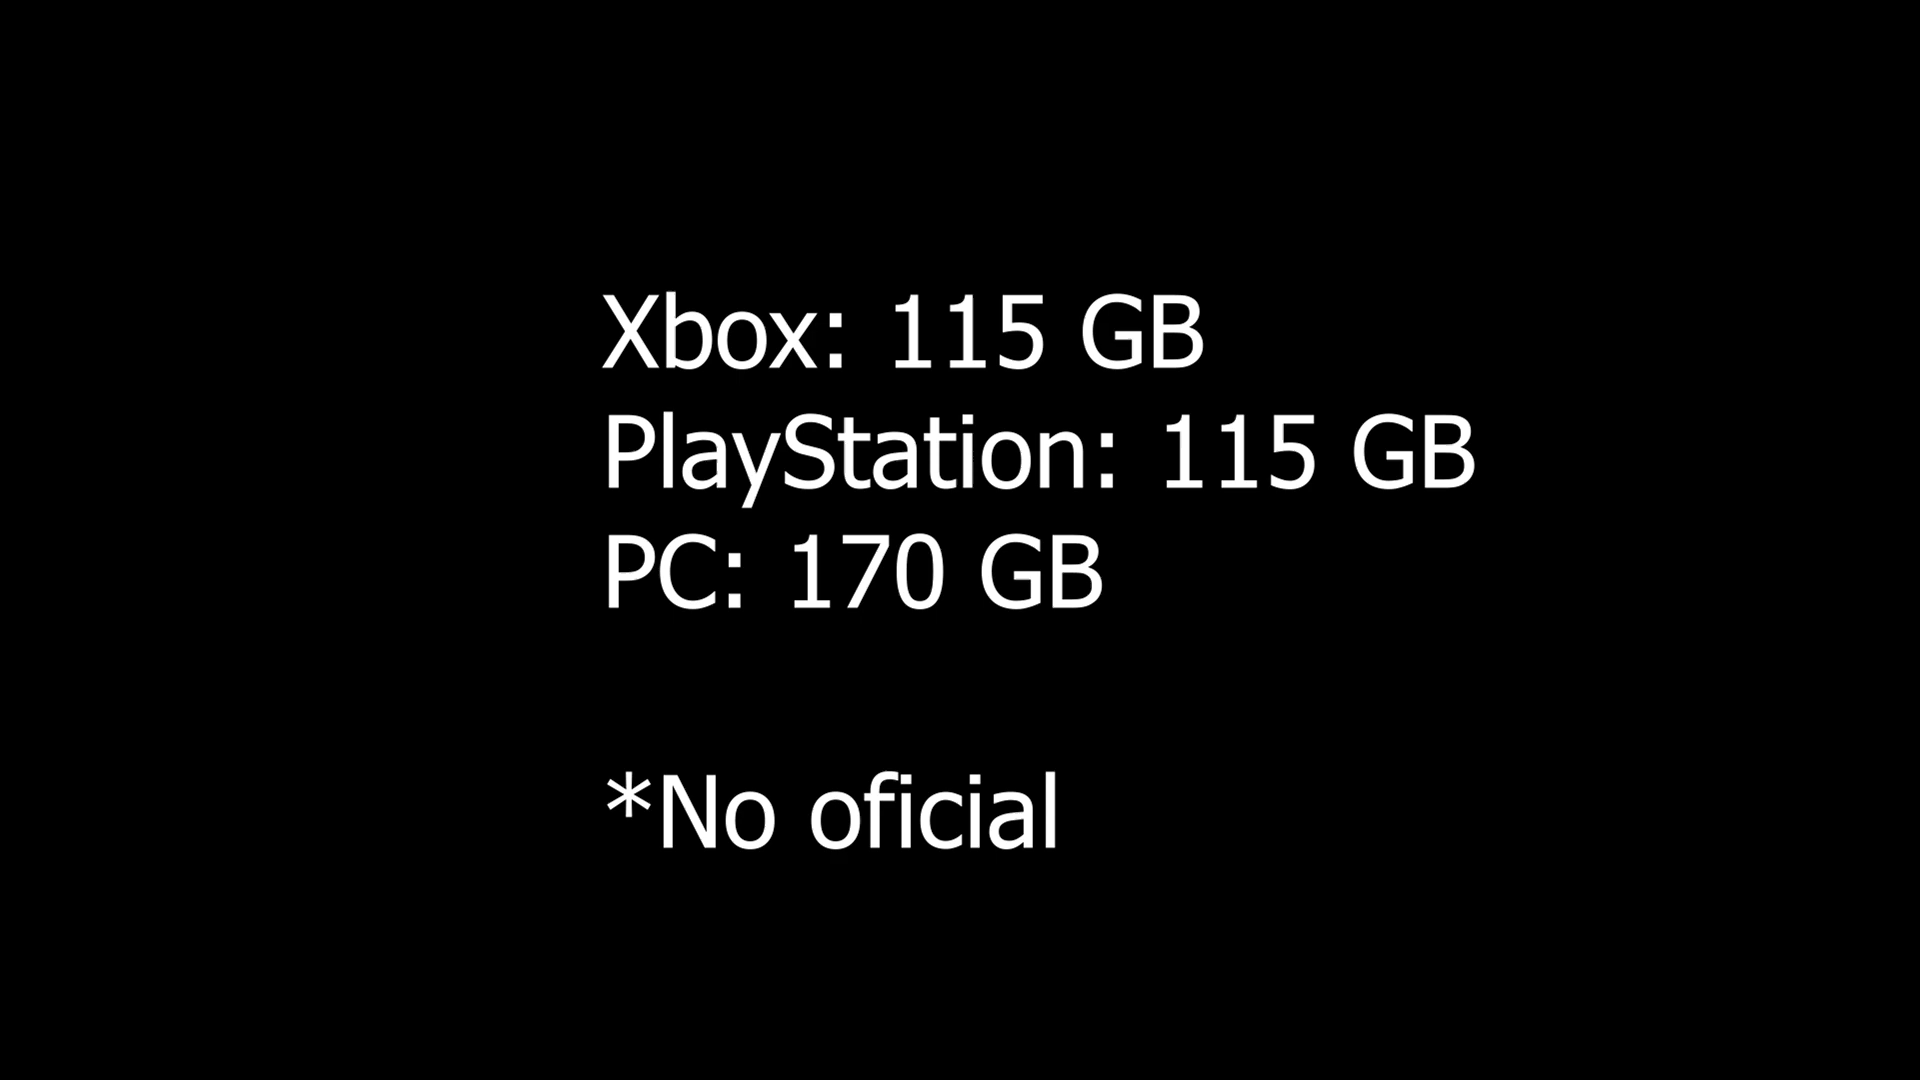 Xbox: 115 GB
PlayStation: 115 GB
PC: 170 GB
*No oficial